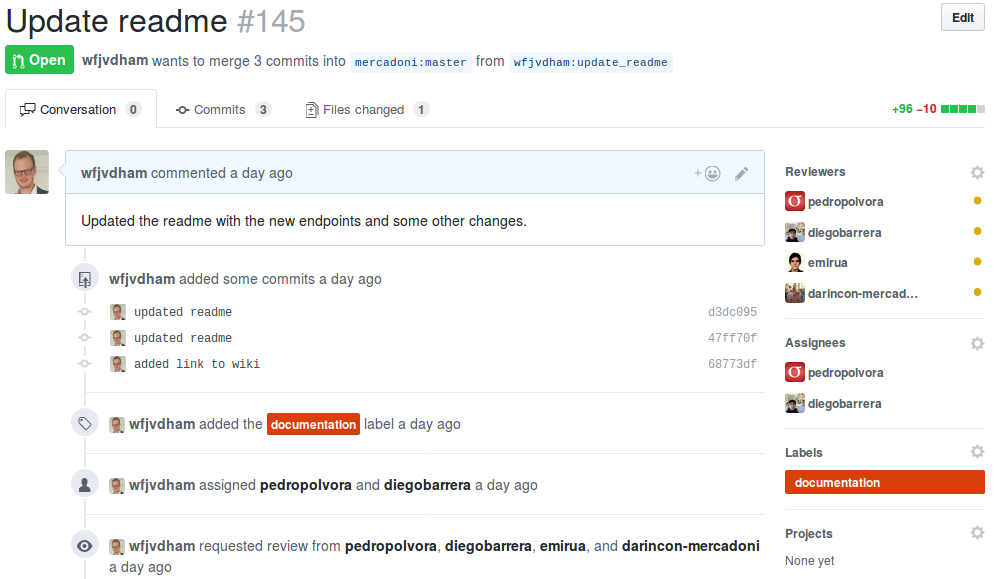 Update readme #145
Edit
Open
wfjvdham wants to merge 3 commits into mercadoni:master from wfjvdham:update_readme
Conversation 0
Commits 3
Files changed 1
+96 −10
wfjvdham commented a day ago
Updated the readme with the new endpoints and some other changes.
wfjvdham added some commits a day ago
updated readme d3dc095
updated readme 47ff70f
added link to wiki 68773df
wfjvdham added the documentation label a day ago
wfjvdham assigned pedropolvora and diegobarrera a day ago
wfjvdham requested review from pedropolvora, diegobarrera, emirua, and darincon-mercadoni
a day ago
Reviewers
pedropolvora
diegobarrera
emirua
darincon-mercad...
Assignees
pedropolvora
diegobarrera
Labels
documentation
Projects
None yet